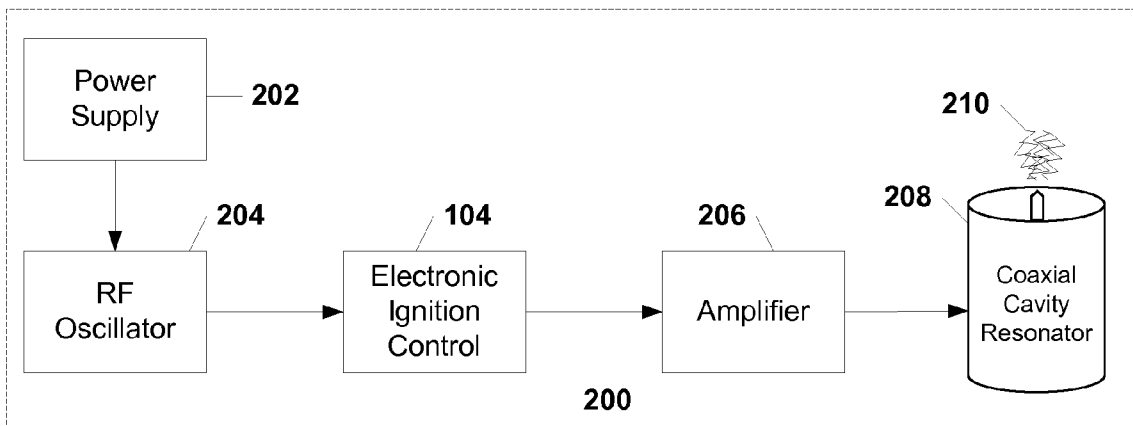 Power
Supply
202
210
204
104
206
208
RF
Oscillator
Electronic
Ignition
Control
Amplifier
Coaxial
Cavity
Resonator
200